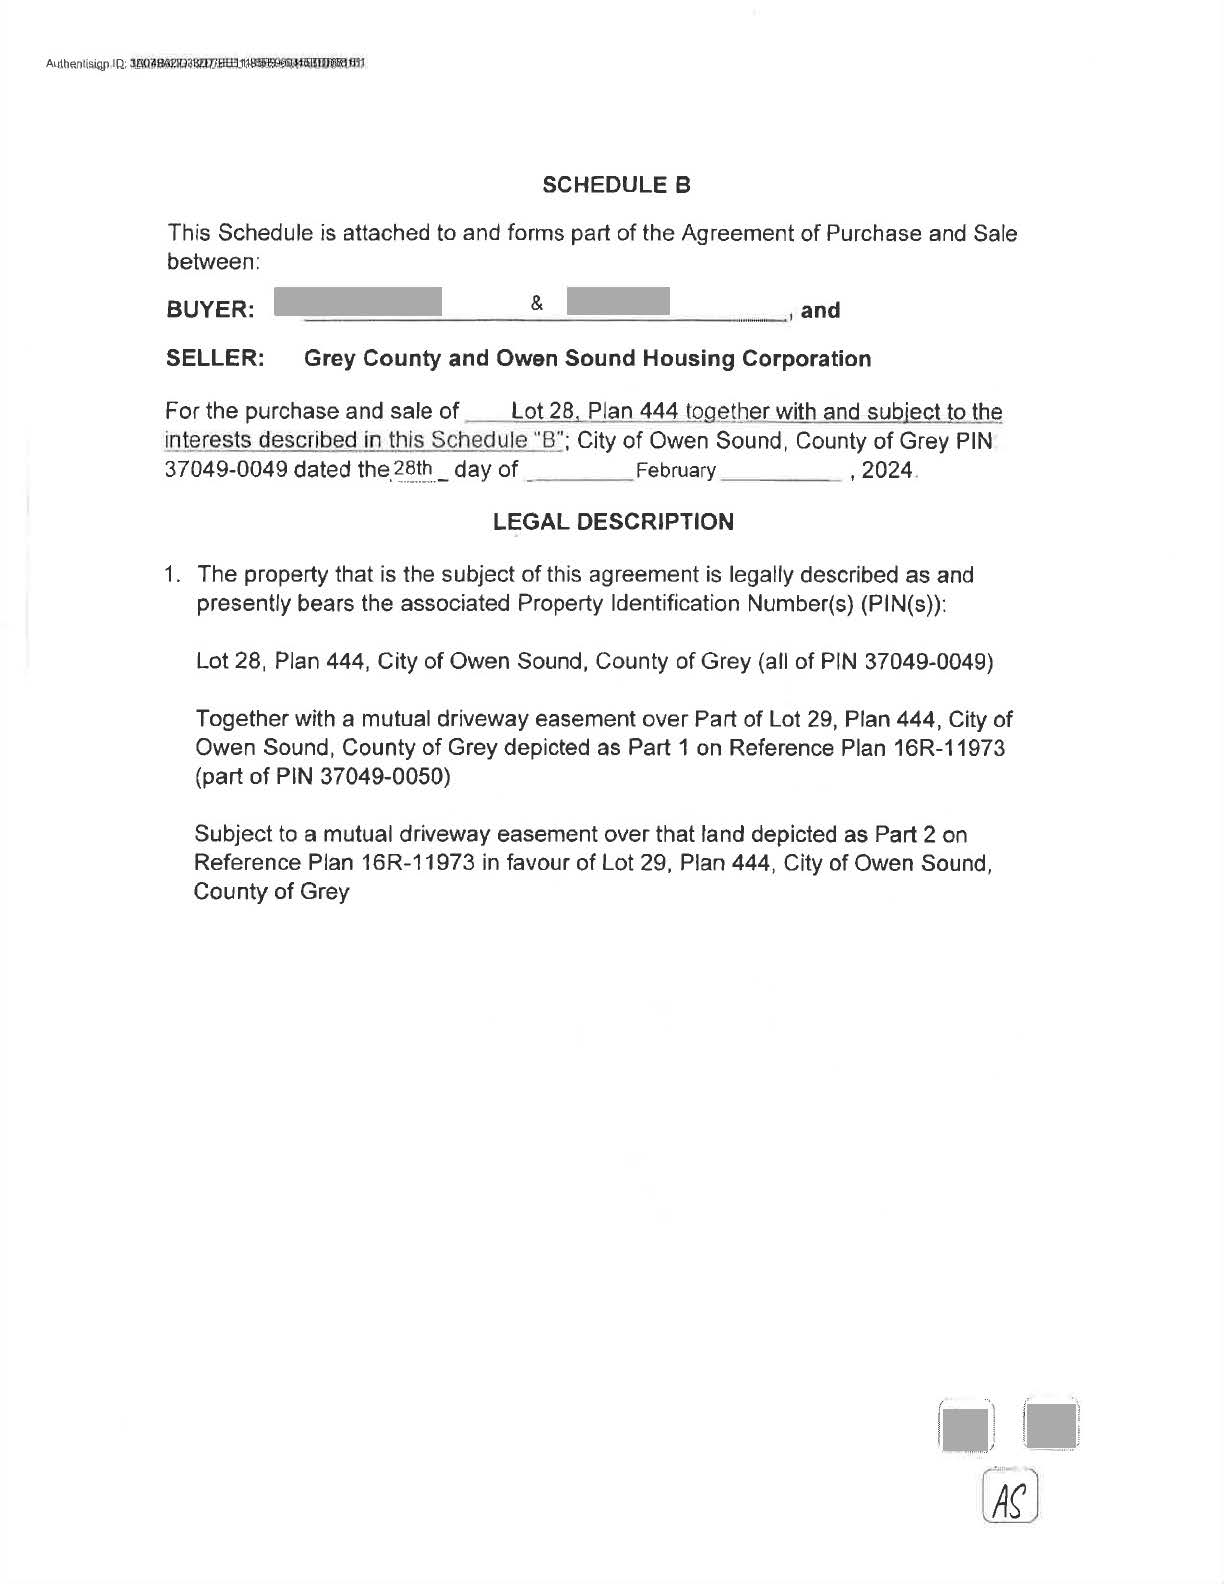 Authentisign ID:
SCHEDULE B
This Schedule is attached to and forms part of the Agreement of Purchase and Sale
between:
BUYER: & , and
SELLER: Grey County and Owen Sound Housing Corporation
For the purchase and sale of ____ Lot 28, Plan 444 together with and subject to the
interests described in this Schedule "B"; City of Owen Sound, County of Grey PIN
37049-0049 dated the 28th _ day of _________ February __________ , 2024.
LEGAL DESCRIPTION
1. The property that is the subject of this agreement is legally described as and
presently bears the associated Property Identification Number(s) (PIN(s)):
Lot 28, Plan 444, City of Owen Sound, County of Grey (all of PIN 37049-0049)
Together with a mutual driveway easement over Part of Lot 29, Plan 444, City of
Owen Sound, County of Grey depicted as Part 1 on Reference Plan 16R-11973
(part of PIN 37049-0050)
Subject to a mutual driveway easement over that land depicted as Part 2 on
Reference Plan 16R-11973 in favour of Lot 29, Plan 444, City of Owen Sound,
County of Grey
AS